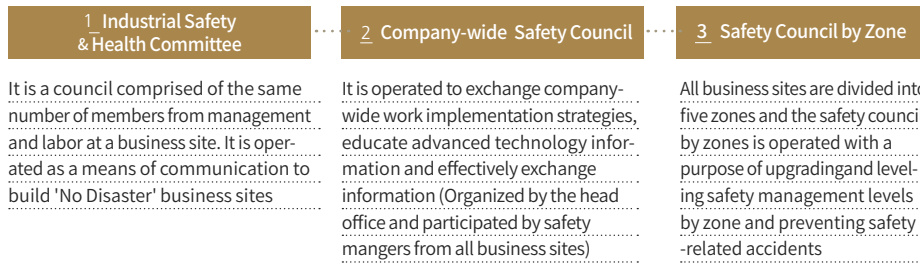 1 Industrial Safety
& Health Committee
It is a council comprised of the same
number of members from management
and labor at a business site. It is oper-
ated as a means of communication to
build 'No Disaster' business sites
2 Company-wide Safety Council
It is operated to exchange company-
wide work implementation strategies,
educate advanced technology infor-
mation and effectively exchange
information (Organized by the head
office and participated by safety
mangers from all business sites)
3 Safety Council by Zone
All business sites are divided into
five zones and the safety council
by zones is operated with a
purpose of upgradingand level-
ing safety management levels
by zone and preventing safety
-related accidents